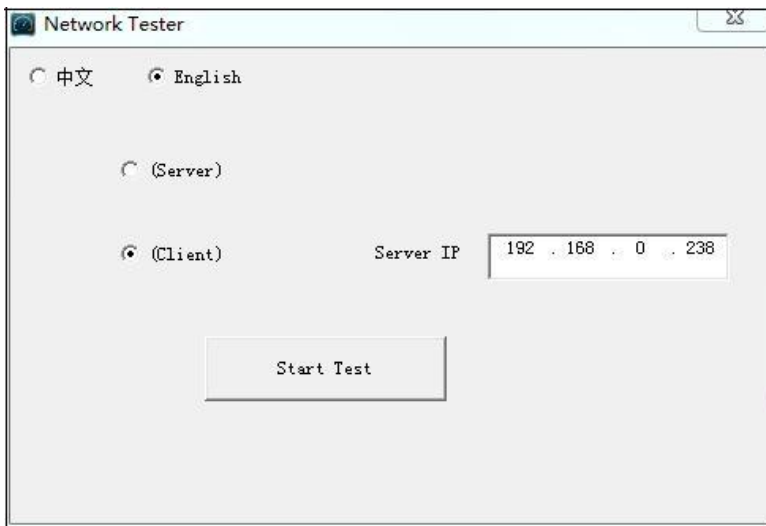 Network Tester
中文 English
(Server)
(Client) Server IP 192 . 168 . 0 . 238
Start Test